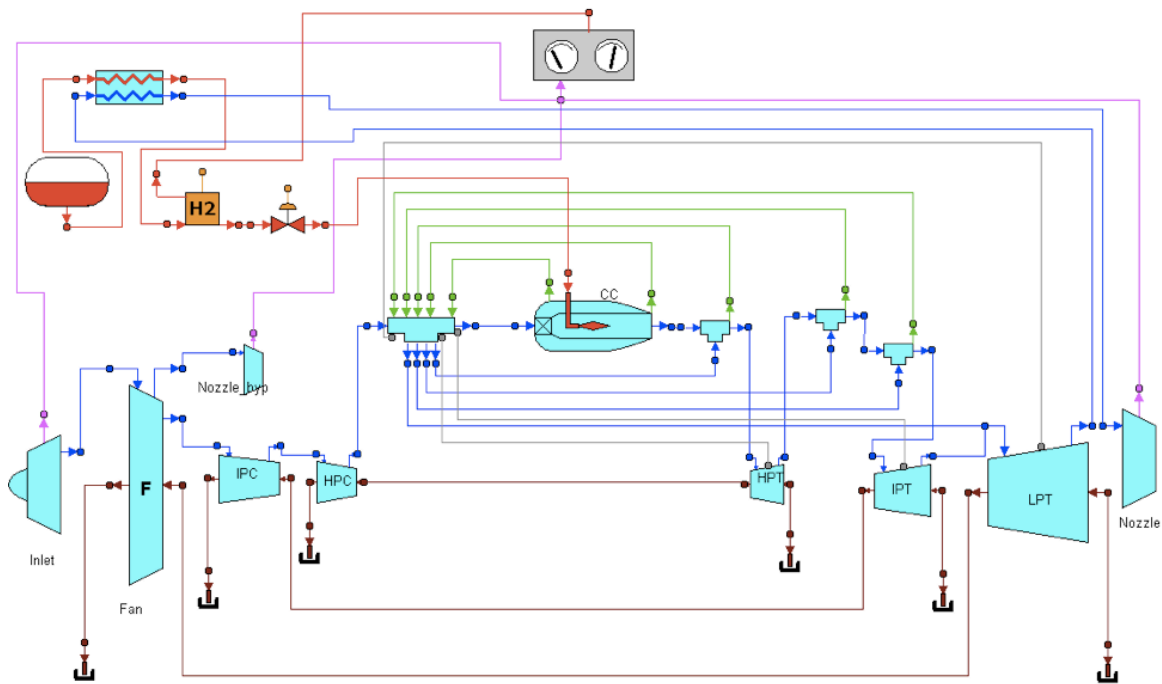 H2
CC
Nozzle_byp
IPC
HPC
HPT
IPT
LPT
F
Inlet
Nozzle
Fan